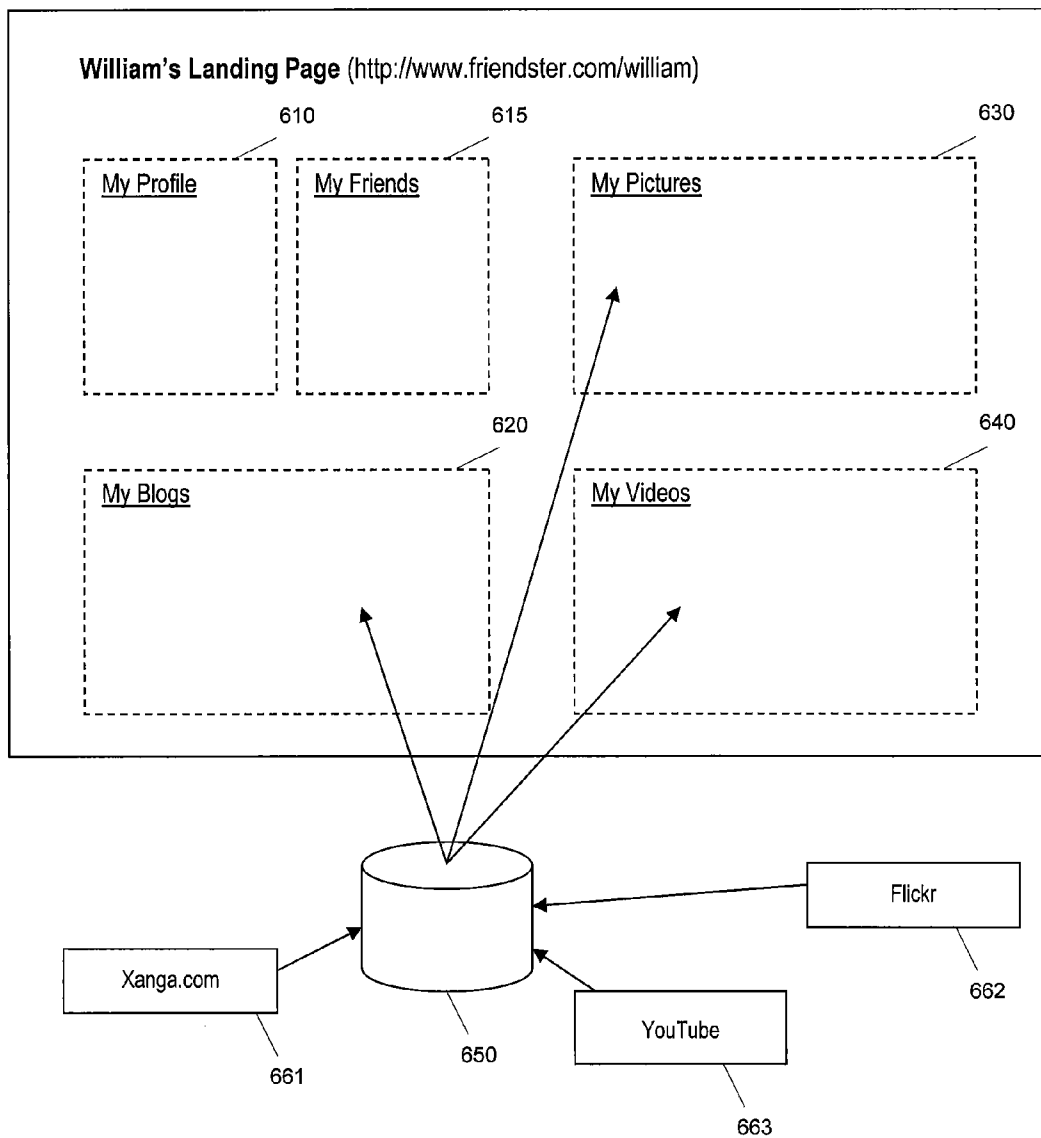 William's Landing Page (http://www.friendster.com/william)
610
615
630
My Profile
My Friends
My Pictures
620
640
My Blogs
My Videos
Flickr
Xanga.com
662
YouTube
650
661
663